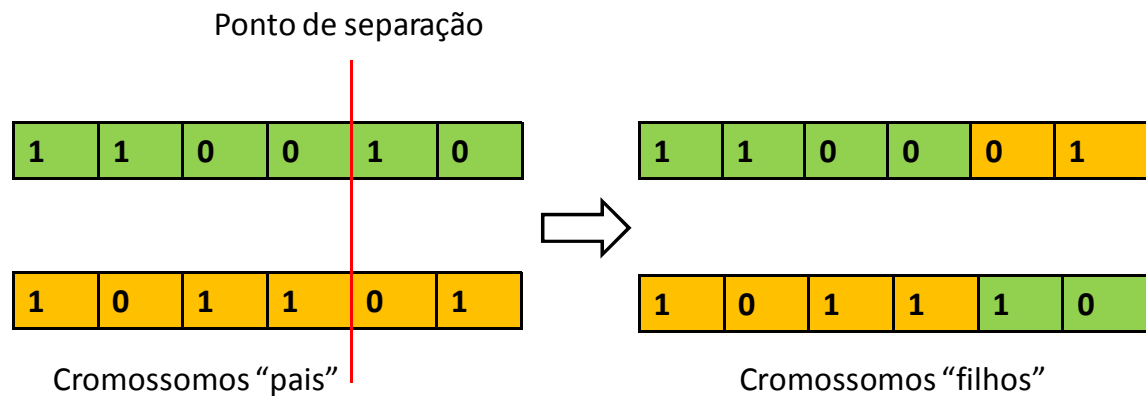 Ponto de separação
1 1 0 0 1 0
1 1 0 0 0 1
1 0 1 1 0 1
1 0 1 1 1 0
Cromossomos “pais”
Cromossomos “filhos”